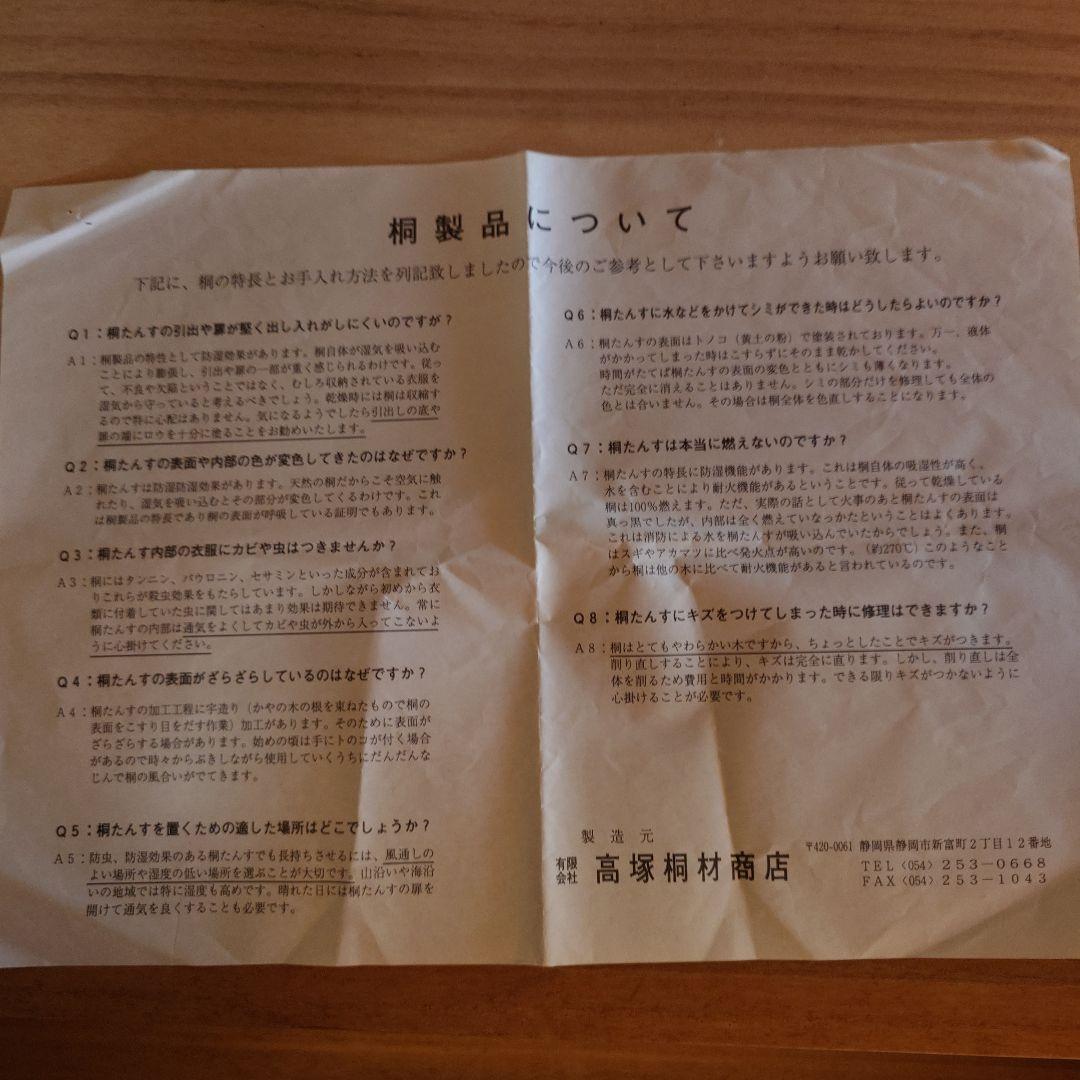 桐製品について
下記に、桐の特長とお手入れ方法を列記致しましたので今後のご参考として下さいますようお願い致します。
Q1：桐たんすの引出や扉が堅く出し入れがしにくいのですが？
A1：桐製品の特性として防湿効果があります。桐自体が湿気を吸い込む
ことにより膨張し、引出や扉の一部が重く感じられるわけです。従っ
て、不良や欠陥ということではなく、むしろ収納されている衣服を
湿気から守っていると考えるべきでしょう。乾燥時には桐は収縮す
るので特に心配はありません。気になるようでしたら引出しの底や
扉の端にロウを十分に塗ることをお勧めいたします。
Q2：桐たんすの表面や内部の色が変色してきたのはなぜですか？
A2：桐たんすは防湿防湿効果があります。天然の桐だからこそ空気に触
れたり、湿気を吸い込むとその部分が変色してくるわけです。これ
は桐製品の特長であり桐の表面が呼吸している証明でもあります。
Q3：桐たんす内部の衣服にカビや虫はつきませんか？
A3：桐にはタンニン、パウロニン、セサミンといった成分が含まれてお
りこれらが殺虫効果をもたらしています。しかしながら初めから衣
類に付着していた虫に関してはあまり効果は期待できません。常に
桐たんすの内部は通気をよくしてカビや虫が外から入ってこないよ
うに心掛けてください。
Q4：桐たんすの表面がざらざらしているのはなぜですか？
A4：桐たんすの加工工程に宇造り（かやの木の根を束ねたもので桐の
表面をこすり目をだす作業）加工があります。そのために表面が
ざらざらする場合があります。始めの頃は手にトのコが付く場合
があるので時々からぶきしながら使用していくうちにだんだんな
じんで桐の風合いがでてきます。
Q5：桐たんすを置くための適した場所はどこでしょうか？
A5：防虫、防湿効果のある桐たんすでも長持ちさせるには、風通しの
よい場所や湿度の低い場所を選ぶことが大切です。山沿いや海沿
いの地域では特に湿度も高めです。晴れた日には桐たんすの扉を
開けて通気を良くすることも必要です。
Q6：桐たんすに水などをかけてシミができた時はどうしたらよいのですか？
A6：桐たんすの表面はトノコ（黄土の粉）で塗装されております。万一、液体
がかかってしまった時はこすらずにそのまま乾かしてください。
時間がたてば桐たんすの表面の変色とともにシミも薄くなります。
ただ完全に消えることはありません。シミの部分だけを修理しても全体の
色とは合いません。その場合は桐全体を色直しすることになります。
Q7：桐たんすは本当に燃えないのですか？
A7：桐たんすの特長に防湿機能があります。これは桐自体の吸湿性が高く、
水を含むことにより耐火機能があるということです。従って乾燥している
桐は100％燃えます。ただ、実際の話として火事のあと桐たんすの表面は
真っ黒でしたが、内部は全く燃えていなっかたということはよくあります。
これは消防による水を桐たんすが吸い込んでいたからでしょう。また、桐
はスギやアカマツに比べ発火点が高いのです。（約270℃）このようなこと
から桐は他の木に比べて耐火機能があると言われているのです。
Q8：桐たんすにキズをつけてしまった時に修理はできますか？
A8：桐はとてもやわらかい木ですから、ちょっとしたことでキズがつきます。
削り直しすることにより、キズは完全に直ります。しかし、削り直しは全
体を削るため費用と時間がかかります。できる限りキズがつかないように
心掛けることが必要です。
製造元
有限会社 高塚桐材商店
〒420-0061 静岡県静岡市新富町２丁目１２番地
TEL〈054〉253-0668
FAX〈054〉253-1043